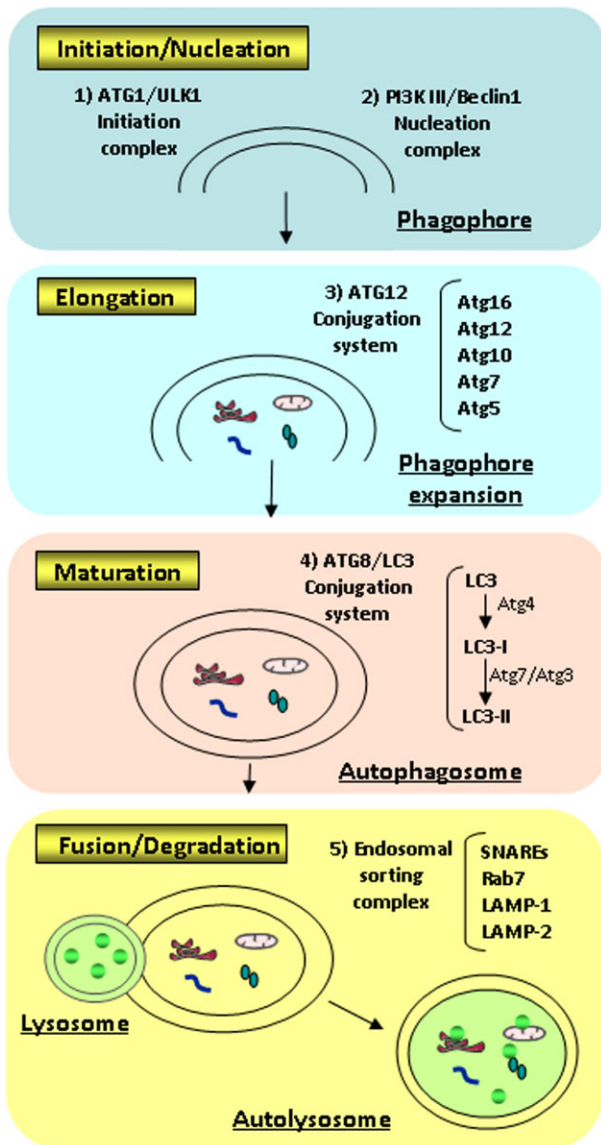 Initiation/Nucleation
1) ATG1/ULK1
Initiation
complex
2) PI3K III/Beclin1
Nucleation
complex
Phagophore
Elongation
3) ATG12
Conjugation
system
Atg16
Atg12
Atg10
Atg7
Atg5
Phagophore
expansion
Maturation
4) ATG8/LC3
Conjugation
system
LC3
Atg4
LC3-I
Atg7/Atg3
LC3-II
Autophagosome
Fusion/Degradation
5) Endosomal
sorting
complex
SNAREs
Rab7
LAMP-1
LAMP-2
Lysosome
Autolysosome